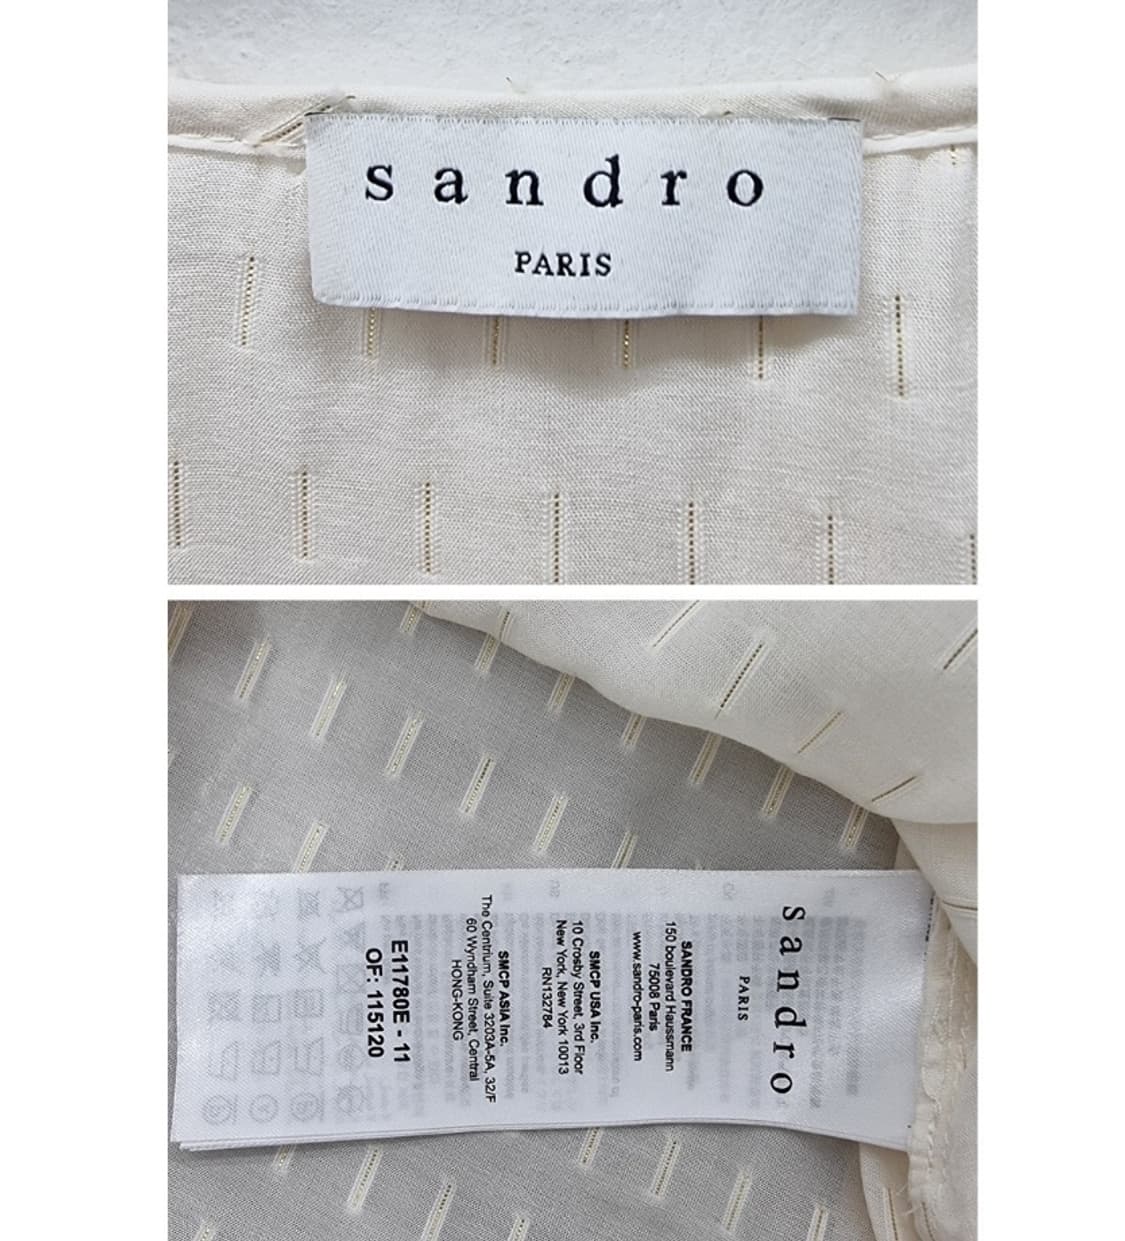 sandro
PARIS
sandro
PARIS
SANDRO FRANCE
150 boulevard Haussmann
75008 Paris
www.sandro-paris.com
SMCP USA Inc.
10 Crosby Street, 3rd Floor
New York, New York 10013
RN132784
SMCP ASIA Inc.
The Centrium, Suite 3203A-5A, 32/F
60 Wyndham Street, Central
HONG-KONG
E11780E - 11
OF: 115120